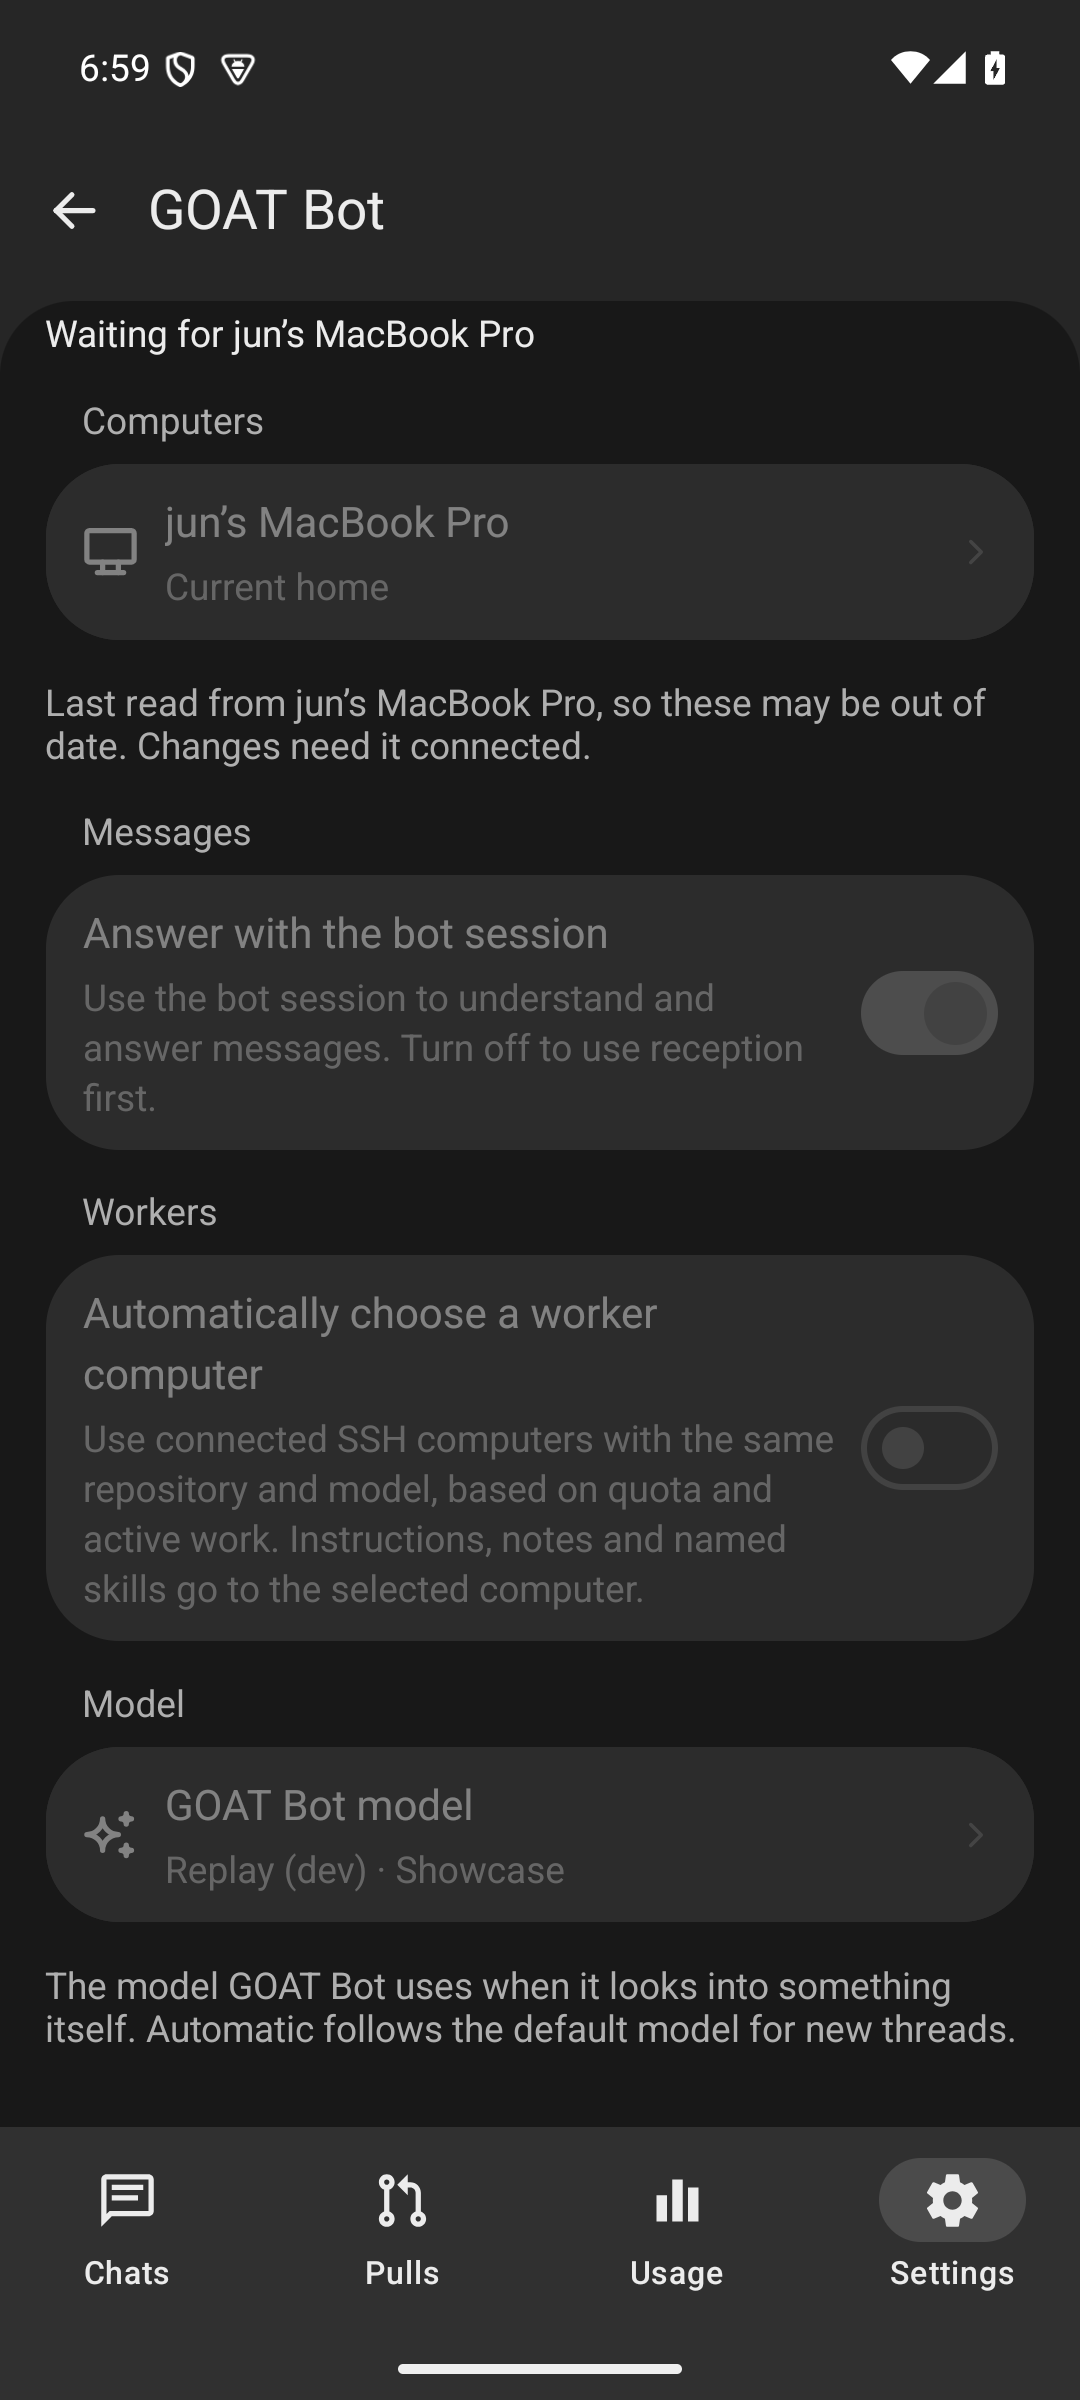 6:59
GOAT Bot
Waiting for jun’s MacBook Pro
Computers
jun’s MacBook Pro
Current home
Last read from jun’s MacBook Pro, so these may be out of
date. Changes need it connected.
Messages
Answer with the bot session
Use the bot session to understand and
answer messages. Turn off to use reception
first.
Workers
Automatically choose a worker
computer
Use connected SSH computers with the same
repository and model, based on quota and
active work. Instructions, notes and named
skills go to the selected computer.
Model
GOAT Bot model
Replay (dev) · Showcase
The model GOAT Bot uses when it looks into something
itself. Automatic follows the default model for new threads.
Chats
Pulls
Usage
Settings